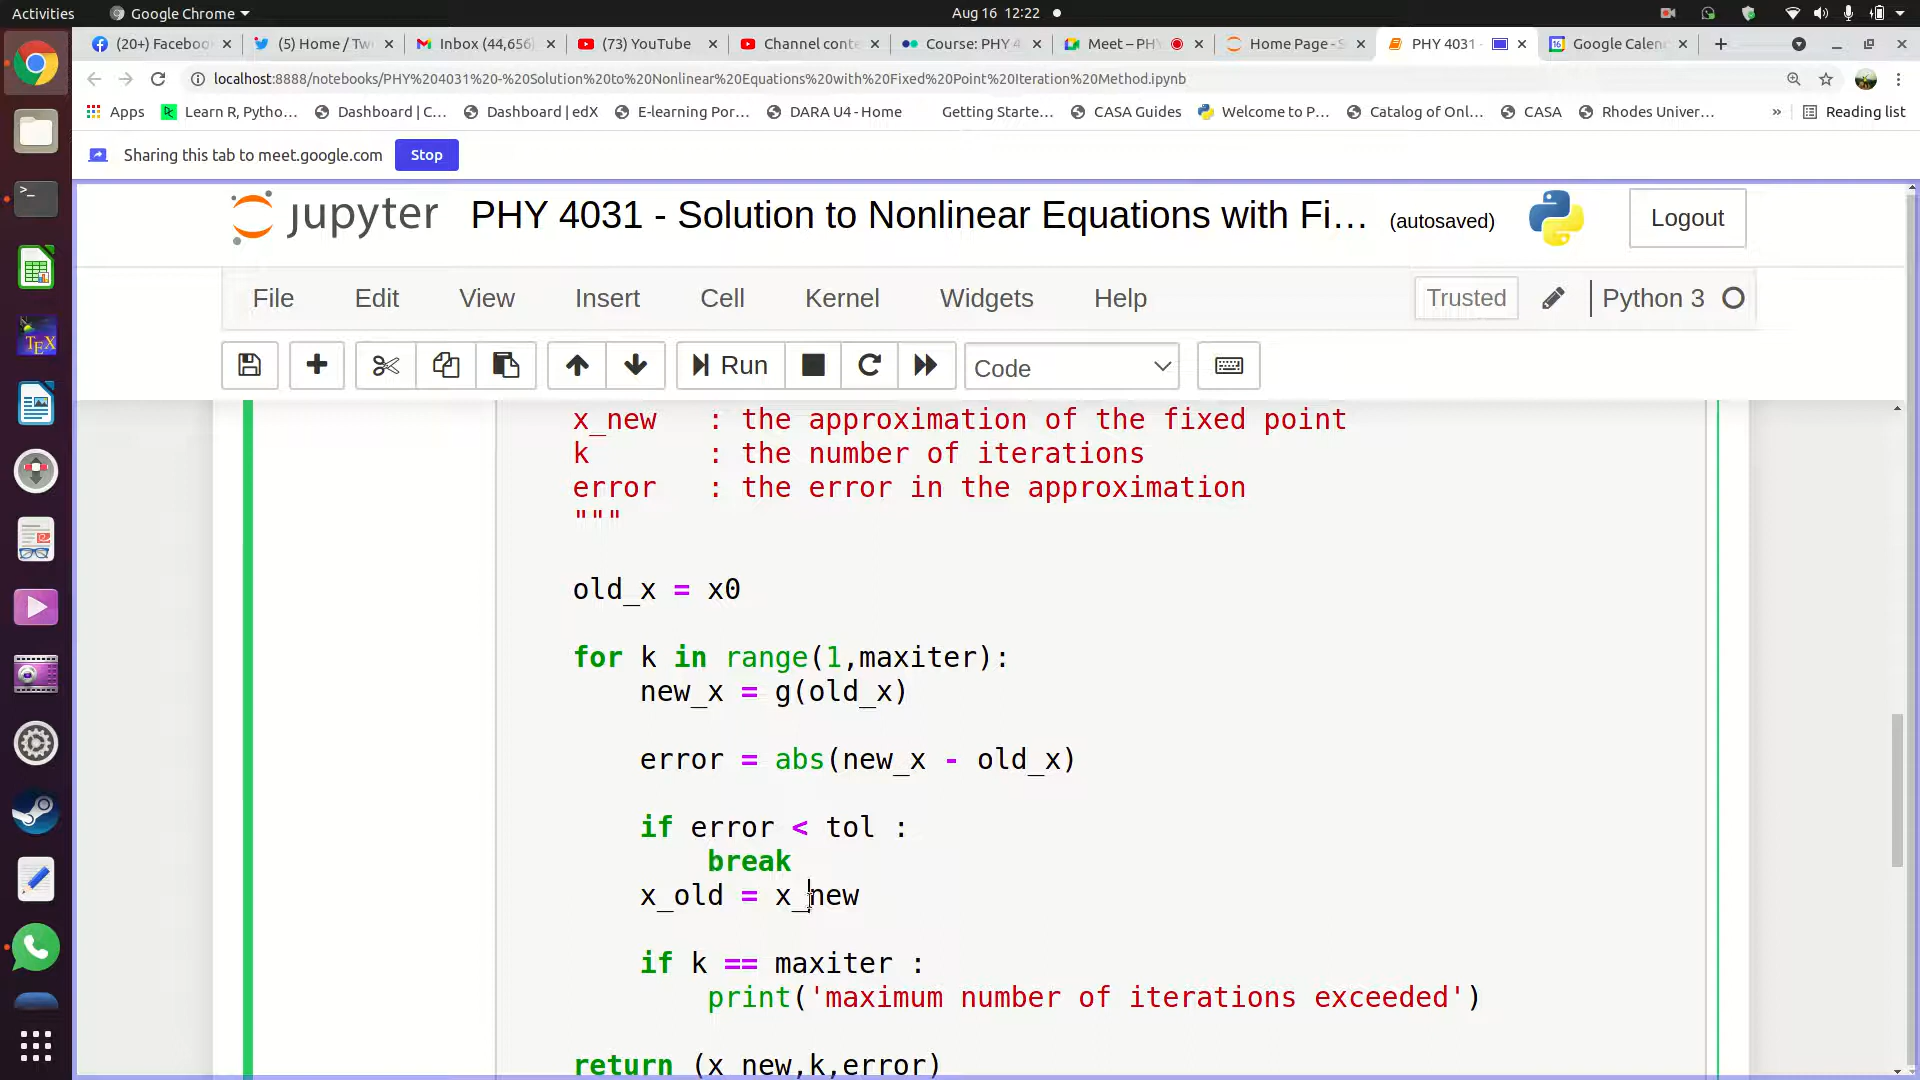 Activities
Google Chrome
Aug 16 12:22
(20+) Faceboo
(5) Home / Tw
Inbox (44,656)
(73) YouTube
Channel conte
Course: PHY 4
Meet – PHY
Home Page - S
PHY 4031
Google Calen
localhost:8888/notebooks/PHY%204031%20-%20Solution%20to%20Nonlinear%20Equations%20with%20Fixed%20Point%20Iteration%20Method.ipynb
Apps
Learn R, Pytho...
Dashboard | C...
Dashboard | edX
E-learning Por...
DARA U4 - Home
Getting Starte...
CASA Guides
Welcome to P...
Catalog of Onl...
CASA
Rhodes Univer...
»
Reading list
Sharing this tab to meet.google.com
Stop
jupyter
PHY 4031 - Solution to Nonlinear Equations with Fi...
(autosaved)
Logout
File
Edit
View
Insert
Cell
Kernel
Widgets
Help
Trusted
Python 3
Run
Code
x_new   : the approximation of the fixed point
k       : the number of iterations
error   : the error in the approximation
"""
old_x = x0
for k in range(1,maxiter):
new_x = g(old_x)
error = abs(new_x - old_x)
if error < tol :
break
x_old = x_new
if k == maxiter :
print('maximum number of iterations exceeded')
return (x_new,k,error)
TEX